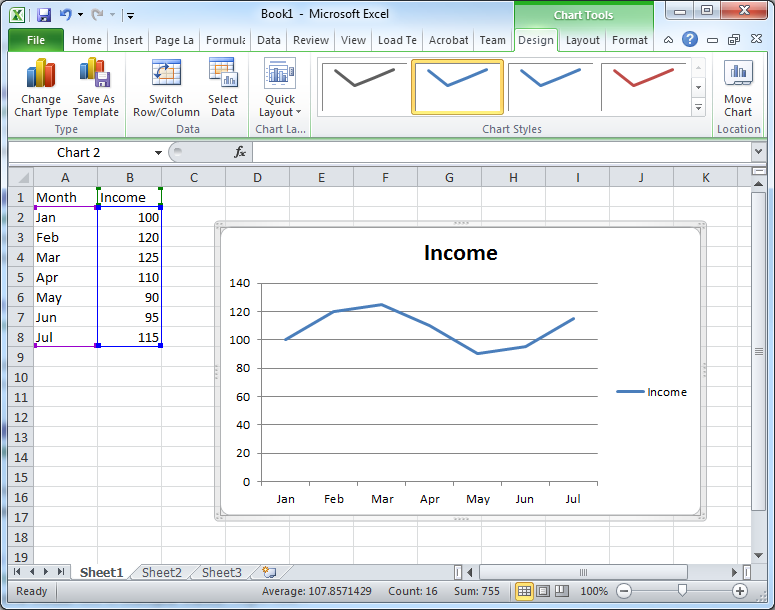 Book1 - Microsoft Excel
Chart Tools
File Home Insert Page La Formula Data Review View Load Te Acrobat Team Design Layout Format
Change Chart Type
Save As Template
Type
Switch Row/Column
Select Data
Data
Quick Layout
Chart La...
Chart Styles
Move Chart
Location
Chart 2 fx
A B C D E F G H I J K
1 Month Income
2 Jan 100
3 Feb 120
4 Mar 125
5 Apr 110
6 May 90
7 Jun 95
8 Jul 115
9
10
11
12
13
14
15
16
17
18
19
Income
140
120
100
80
60
40
20
0
Jan Feb Mar Apr May Jun Jul
Income
Sheet1 Sheet2 Sheet3
Ready Average: 107.8571429 Count: 16 Sum: 755 100%